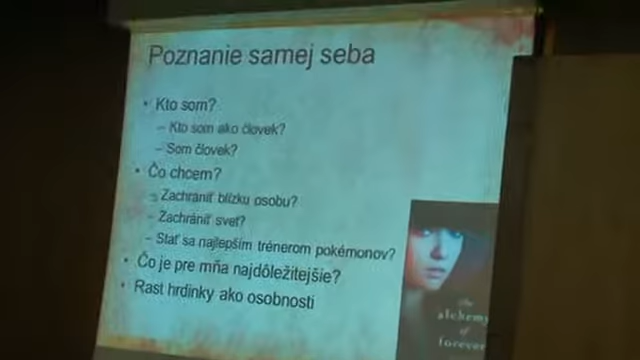 Poznanie samej seba
• Kto som?
– Kto som ako človek?
– Som človek?
• Čo chcem?
– Zachrániť blízku osobu?
– Zachrániť svet?
– Stať sa najlepším trénerom pokémonov?
• Čo je pre mňa najdôležitejšie?
• Rast hrdinky ako osobnosti
The
alchemy
of
forever